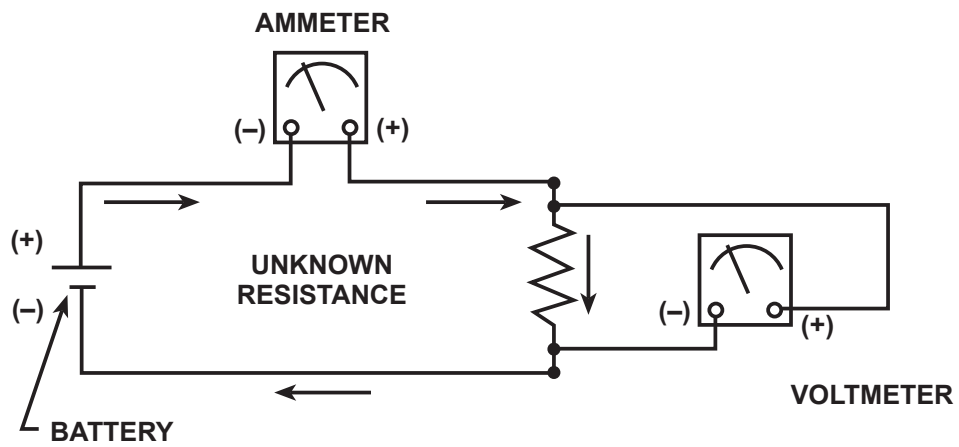 AMMETER
(–) (+)
(+)
UNKNOWN
RESISTANCE
(–)
(–) (+)
VOLTMETER
BATTERY